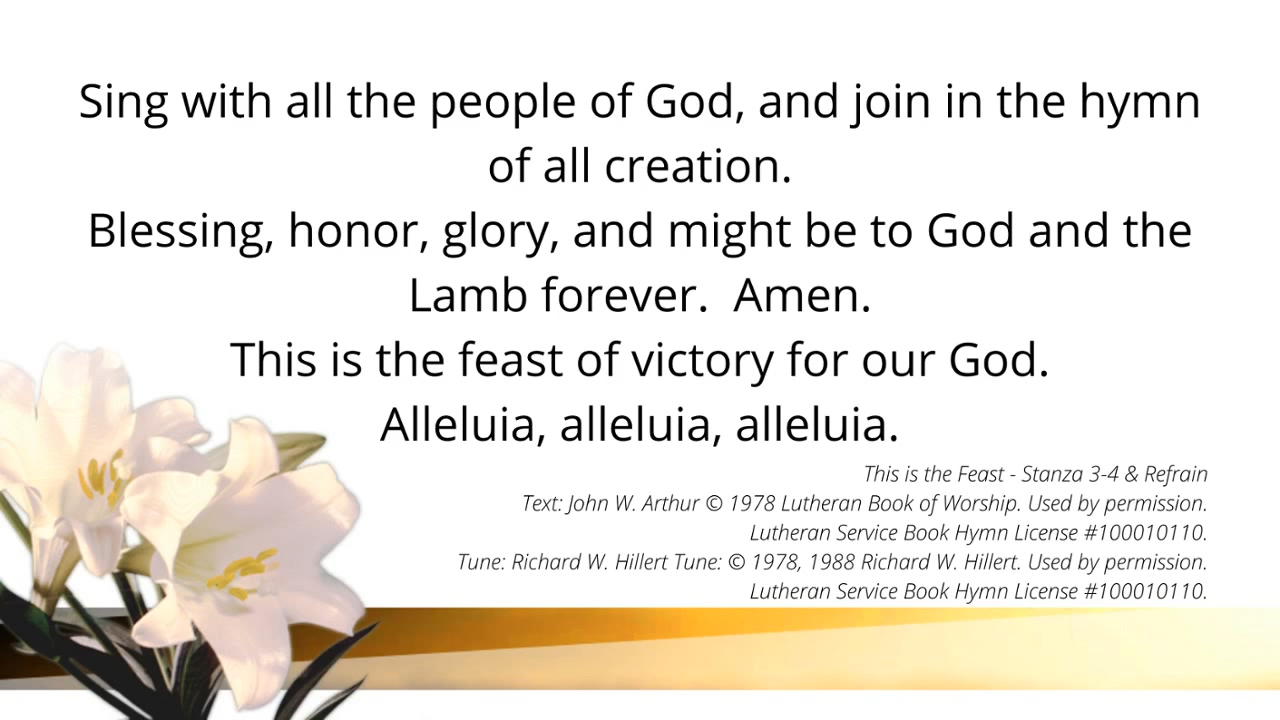 Sing with all the people of God, and join in the hymn
of all creation.
Blessing, honor, glory, and might be to God and the
Lamb forever.  Amen.
This is the feast of victory for our God.
Alleluia, alleluia, alleluia.
This is the Feast - Stanza 3-4 & Refrain
Text: John W. Arthur © 1978 Lutheran Book of Worship. Used by permission.
Lutheran Service Book Hymn License #100010110.
Tune: Richard W. Hillert Tune: © 1978, 1988 Richard W. Hillert. Used by permission.
Lutheran Service Book Hymn License #100010110.